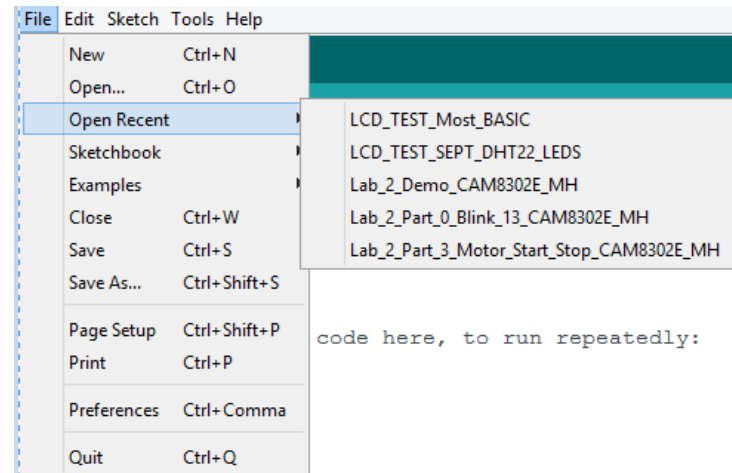 File Edit Sketch Tools Help
New Ctrl+N
Open... Ctrl+O
Open Recent
Sketchbook
Examples
Close Ctrl+W
Save Ctrl+S
Save As... Ctrl+Shift+S
Page Setup Ctrl+Shift+P
Print Ctrl+P
Preferences Ctrl+Comma
Quit Ctrl+Q
LCD_TEST_Most_BASIC
LCD_TEST_SEPT_DHT22_LEDS
Lab_2_Demo_CAM8302E_MH
Lab_2_Part_0_Blink_13_CAM8302E_MH
Lab_2_Part_3_Motor_Start_Stop_CAM8302E_MH
code here, to run repeatedly: